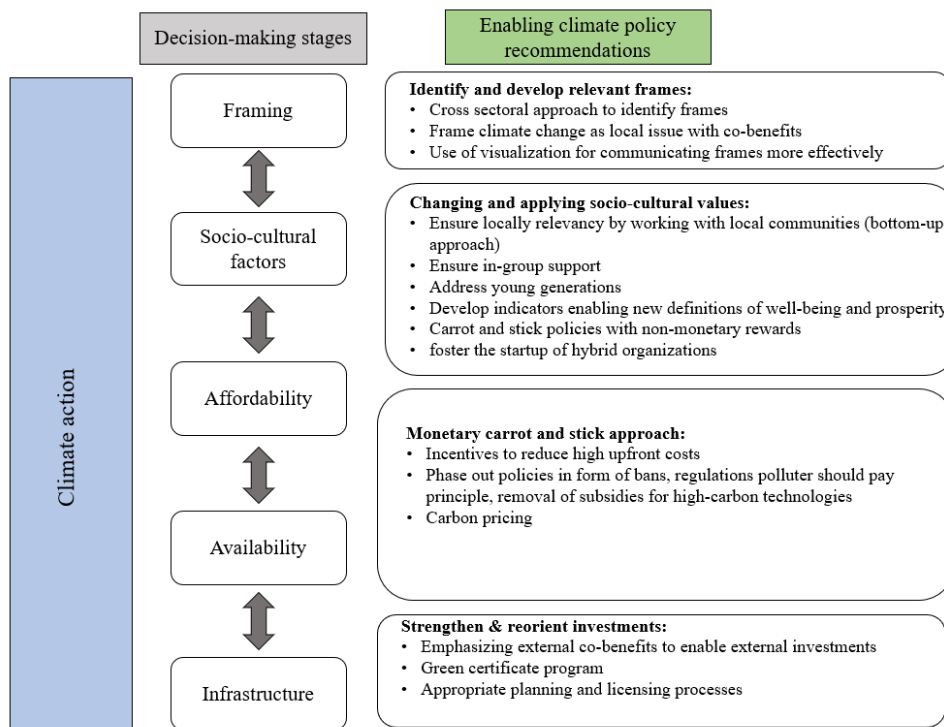 Decision-making stages
Enabling climate policy
recommendations
Climate action
Framing
Identify and develop relevant frames:
• Cross sectoral approach to identify frames
• Frame climate change as local issue with co-benefits
• Use of visualization for communicating frames more effectively
Socio-cultural
factors
Changing and applying socio-cultural values:
• Ensure locally relevancy by working with local communities (bottom-up
approach)
• Ensure in-group support
• Address young generations
• Develop indicators enabling new definitions of well-being and prosperity
• Carrot and stick policies with non-monetary rewards
• foster the startup of hybrid organizations
Affordability
Monetary carrot and stick approach:
• Incentives to reduce high upfront costs
• Phase out policies in form of bans, regulations polluter should pay
principle, removal of subsidies for high-carbon technologies
• Carbon pricing
Availability
Infrastructure
Strengthen & reorient investments:
• Emphasizing external co-benefits to enable external investments
• Green certificate program
• Appropriate planning and licensing processes